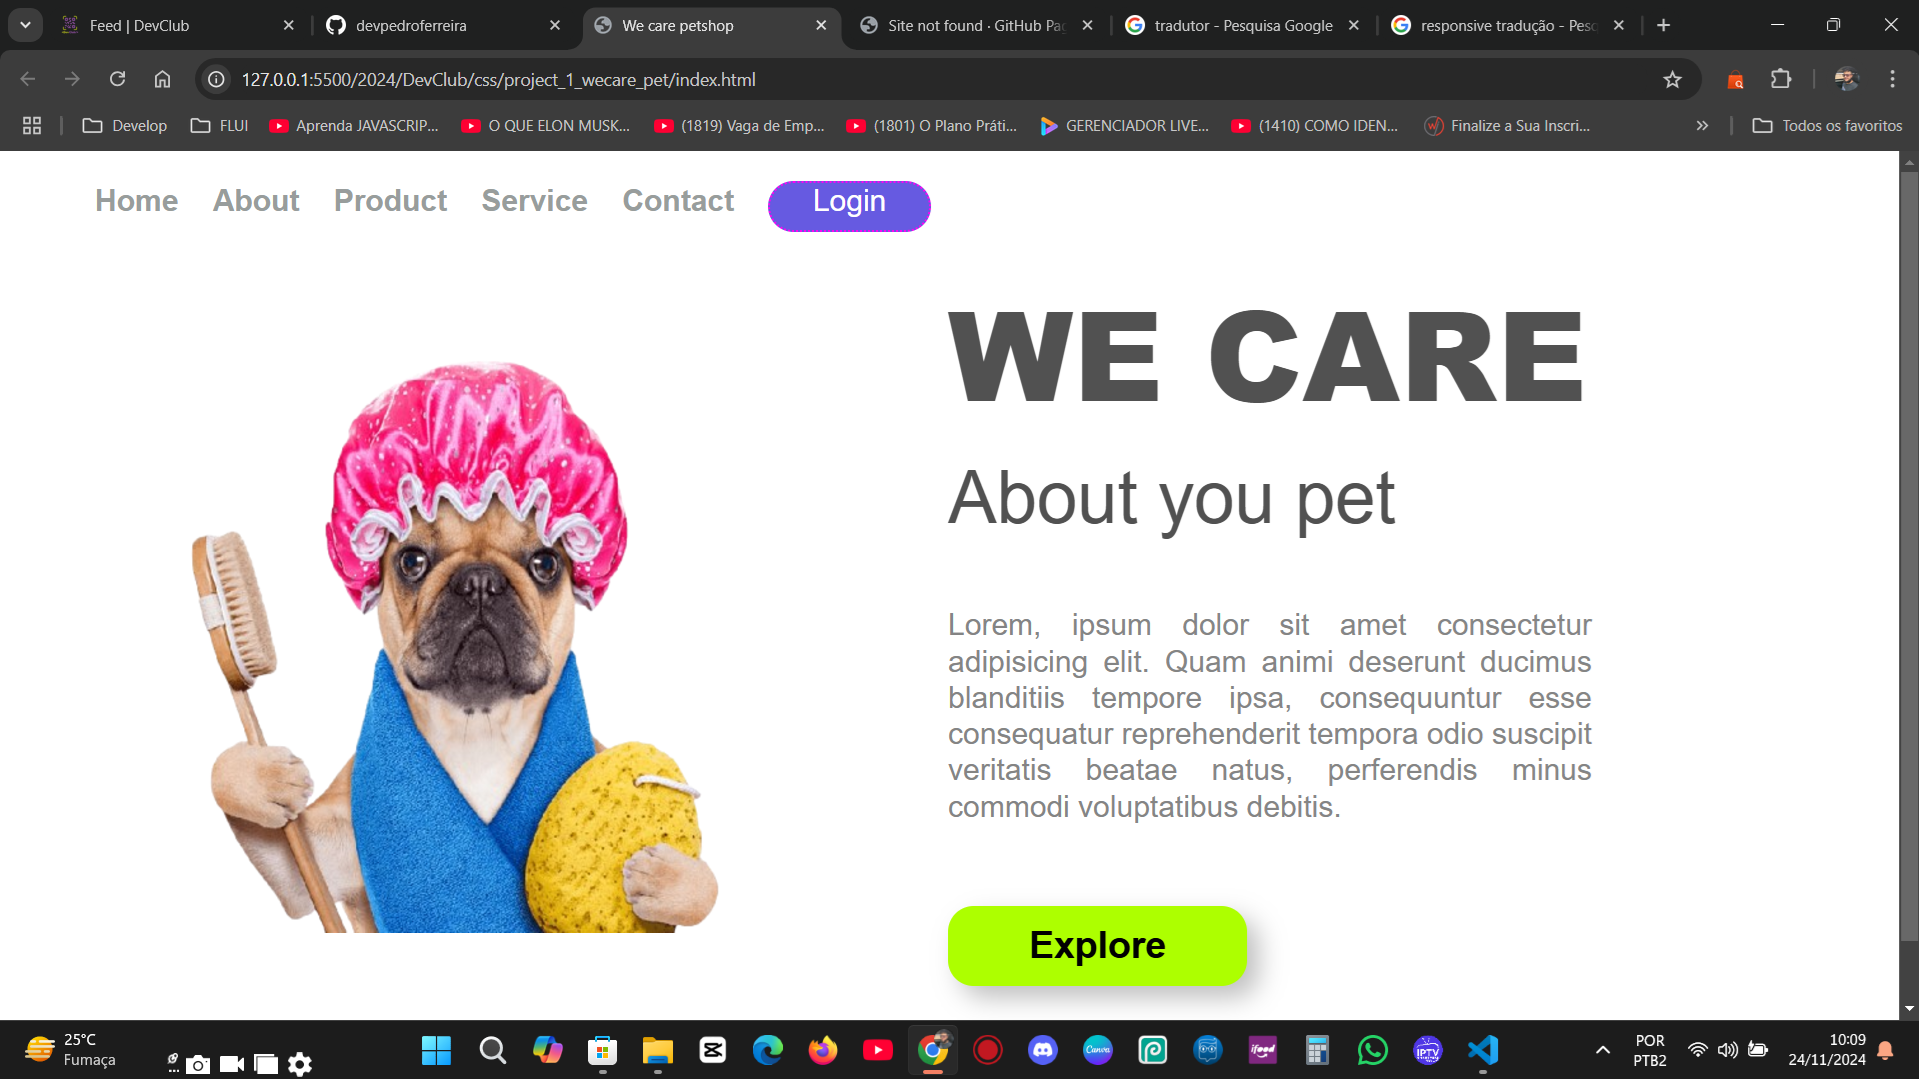 Feed | DevClub
devpedroferreira
We care petshop
Site not found · GitHub Pag
tradutor - Pesquisa Google
responsive tradução - Pesq
127.0.0.1:5500/2024/DevClub/css/project_1_wecare_pet/index.html
Develop
FLUI
Aprenda JAVASCRIP...
O QUE ELON MUSK...
(1819) Vaga de Emp...
(1801) O Plano Práti...
GERENCIADOR LIVE...
(1410) COMO IDEN...
Finalize a Sua Inscri...
Todos os favoritos
Home About Product Service Contact Login
WE CARE
About you pet
Lorem, ipsum dolor sit amet consectetur
adipisicing elit. Quam animi deserunt ducimus
blanditiis tempore ipsa, consequuntur esse
consequatur reprehenderit tempora odio suscipit
veritatis beatae natus, perferendis minus
commodi voluptatibus debitis.
Explore
25°C
Fumaça
Canva
ifood
IPTV
POR
PTB2
10:09
24/11/2024